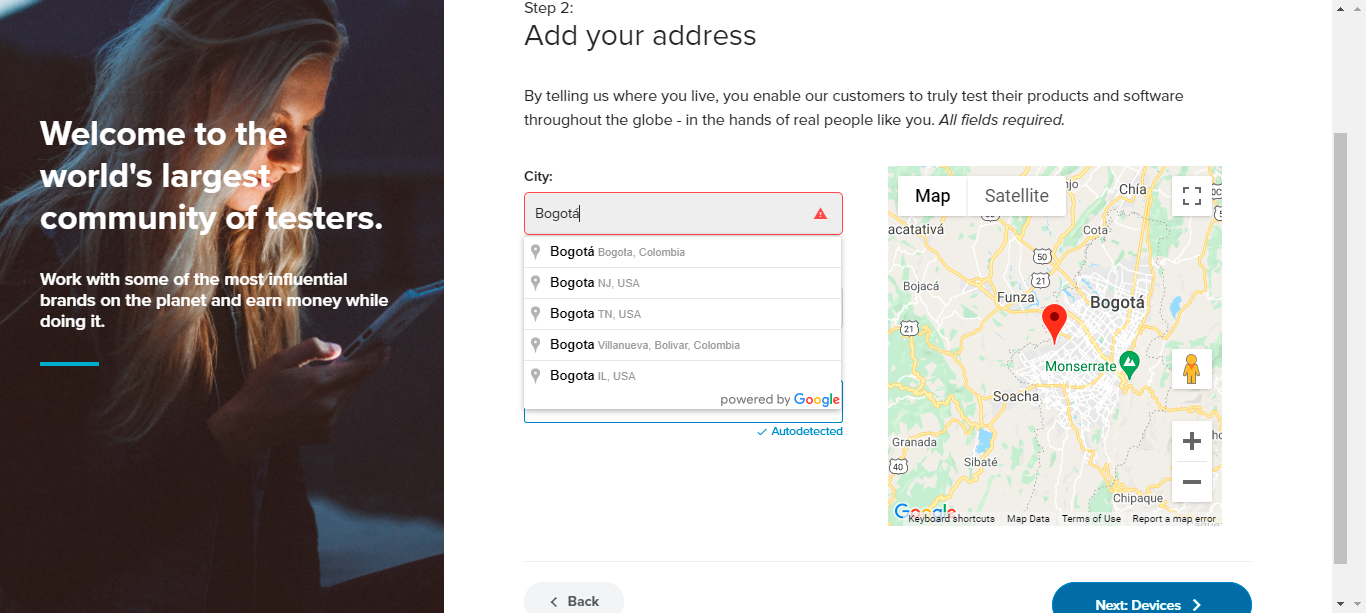 Welcome to the
world's largest
community of testers.
Work with some of the most influential
brands on the planet and earn money while
doing it.
Step 2:
Add your address
By telling us where you live, you enable our customers to truly test their products and software
throughout the globe - in the hands of real people like you. All fields required.
City:
Bogotá
Bogotá Bogota, Colombia
Bogota NJ, USA
Bogota TN, USA
Bogota Villanueva, Bolivar, Colombia
Bogota IL, USA
powered by Google
Autodetected
Map
Satellite
Chía
acatativá
Cota
50
21
Bojacá
Funza
Bogotá
21
Monserrate
Soacha
Granada
40
Sibaté
Chipaque
Google
Keyboard shortcuts
Map Data
Terms of Use
Report a map error
Back
Next: Devices